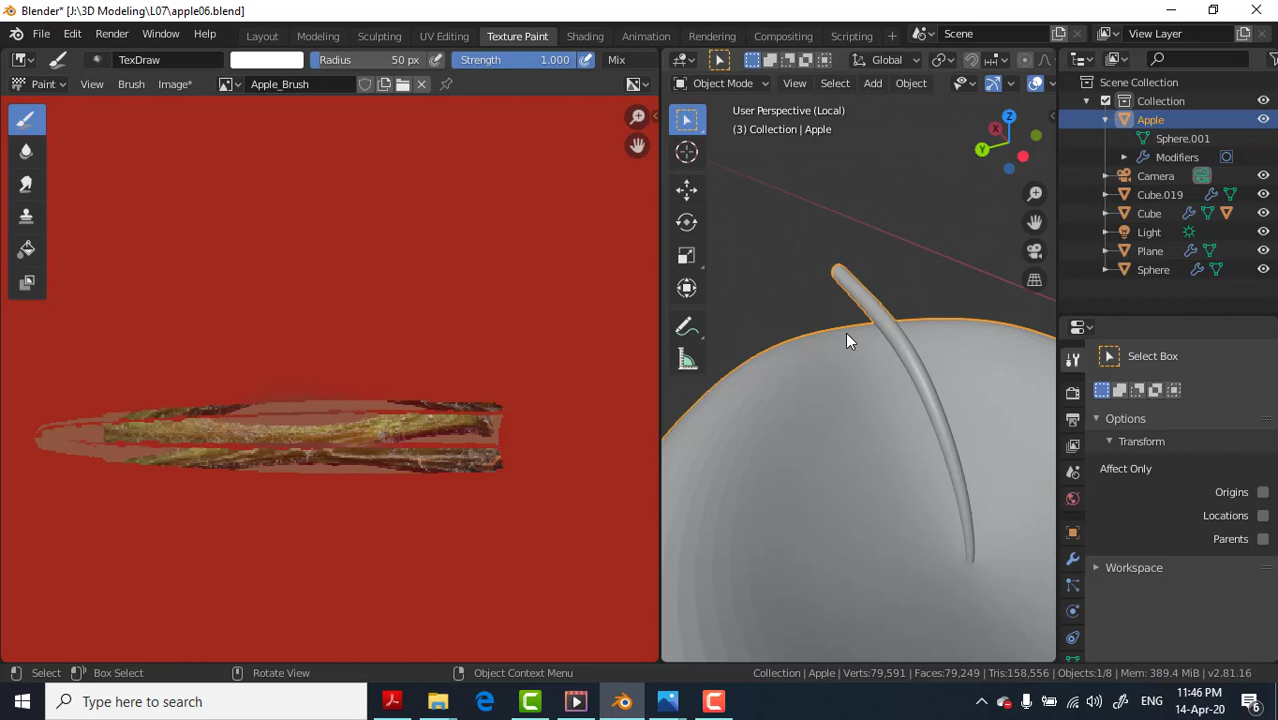 Blender* [J:\3D Modeling\L07\apple06.blend]
File Edit Render Window Help Layout Modeling Sculpting UV Editing Texture Paint Shading Animation Rendering Compositing Scripting Scene View Layer
TexDraw Radius 50 px Strength 1.000 Mix Global
Paint View Brush Image* Apple_Brush Object Mode View Select Add Object
Scene Collection
Collection
Apple
Sphere.001
Modifiers
Camera
Cube.019
Cube
Light
Plane
Sphere
User Perspective (Local)
(3) Collection | Apple
X
Y
Z
Select Box
Options
Transform
Affect Only
Origins
Locations
Parents
Workspace
Select Box Select Rotate View Object Context Menu Collection | Apple | Verts:79,591 | Faces:79,249 | Tris:158,556 | Objects:1/8 | Mem: 389.4 MiB | v2.81.16
Type here to search
ENG
11:46 PM
14-Apr-20
6